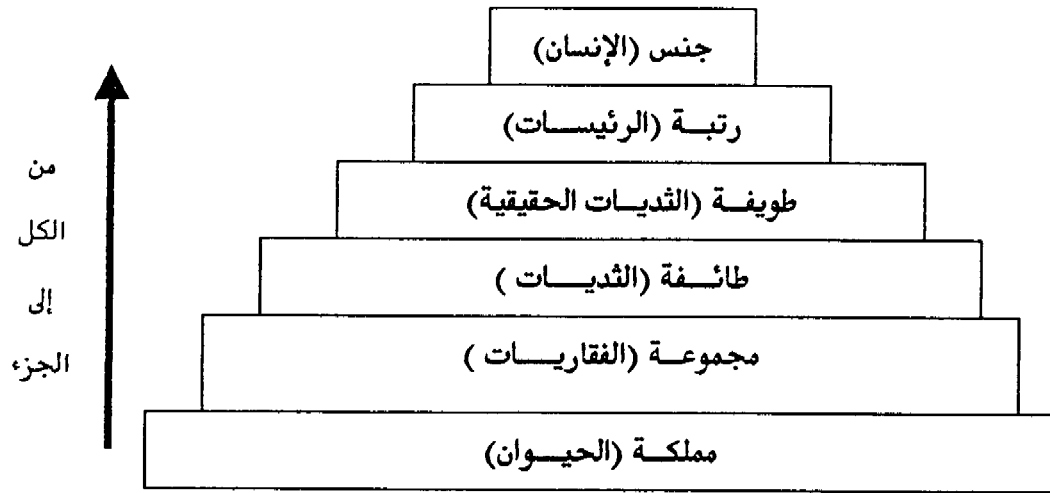 جنس (الإنسان)
رتبة (الرئيسات)
طويفة (الثديات الحقيقية)
طائفة (الثديات )
مجموعة (الفقاريات )
مملكة (الحيوان)
من
الكل
إلى
الجزء